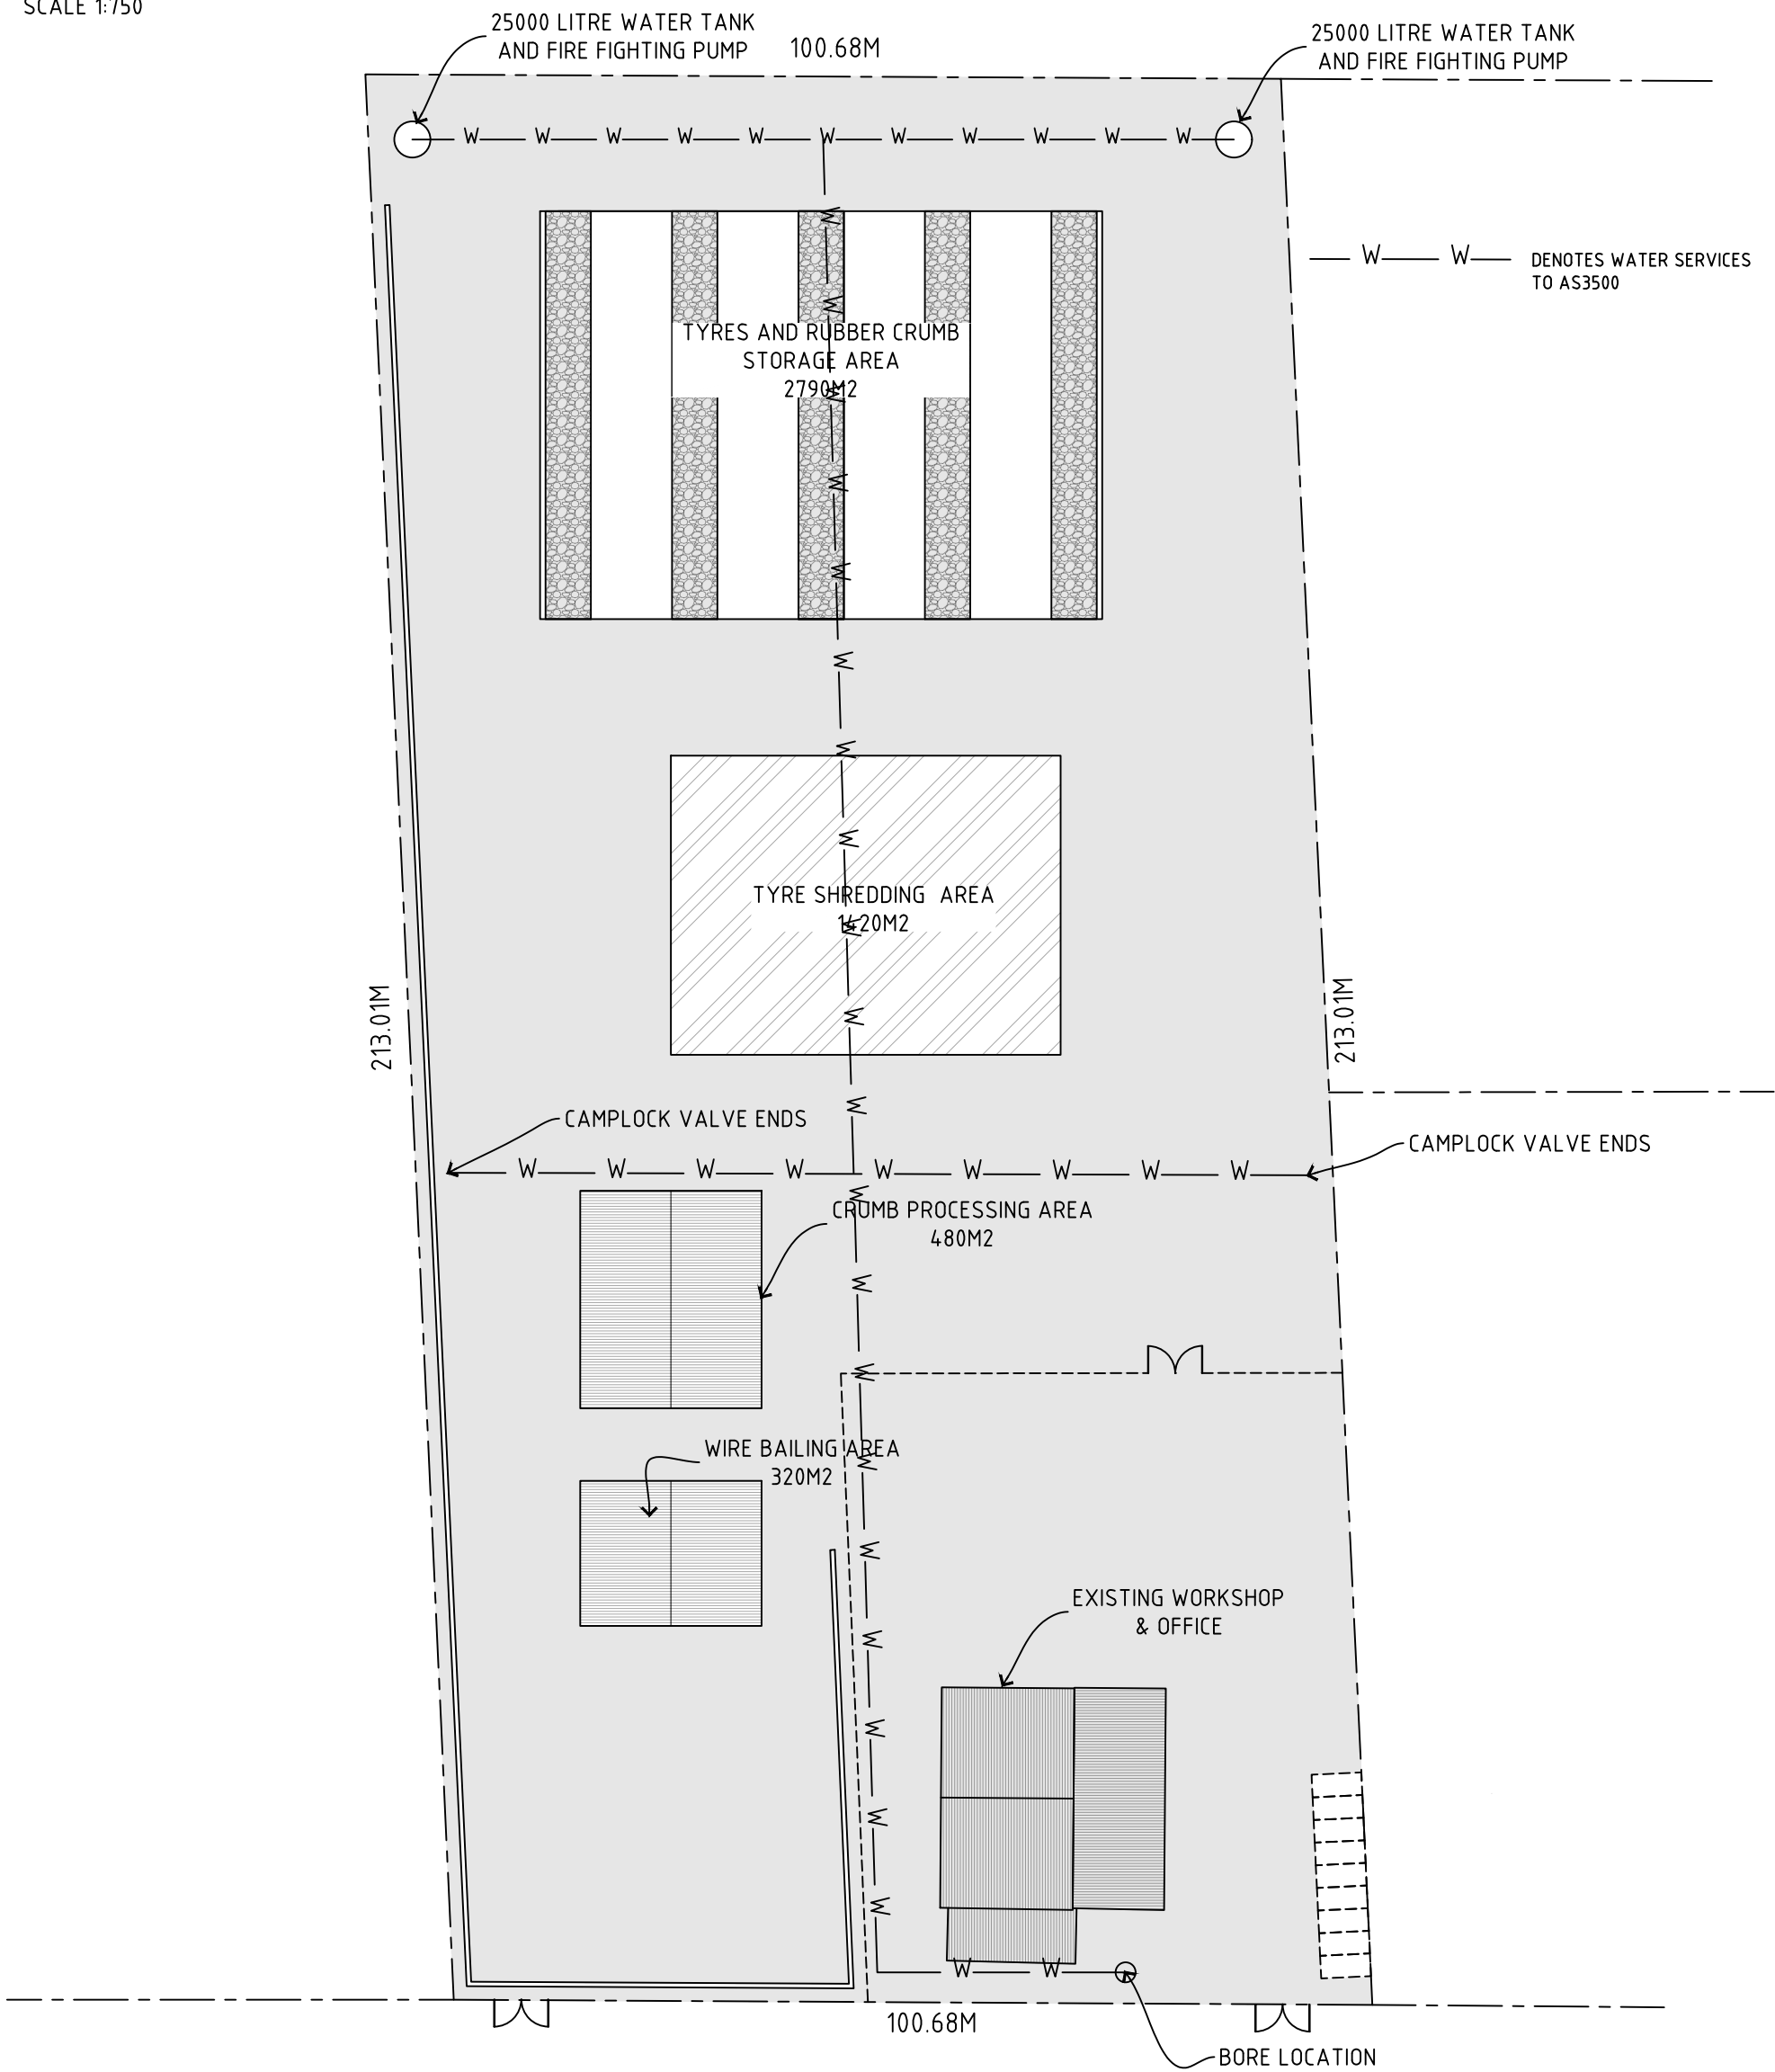 SCALE 1:750
25000 LITRE WATER TANK
AND FIRE FIGHTING PUMP
100.68M
25000 LITRE WATER TANK
AND FIRE FIGHTING PUMP
W W W W W W W W W W W
W W
DENOTES WATER SERVICES
TO AS3500
TYRES AND RUBBER CRUMB
STORAGE AREA
2790M2
TYRE SHREDDING AREA
1420M2
213.01M
213.01M
CAMPLOCK VALVE ENDS
CAMPLOCK VALVE ENDS
W W W W W W W W W
CRUMB PROCESSING AREA
480M2
WIRE BAILING AREA
320M2
EXISTING WORKSHOP
& OFFICE
W W
100.68M
BORE LOCATION